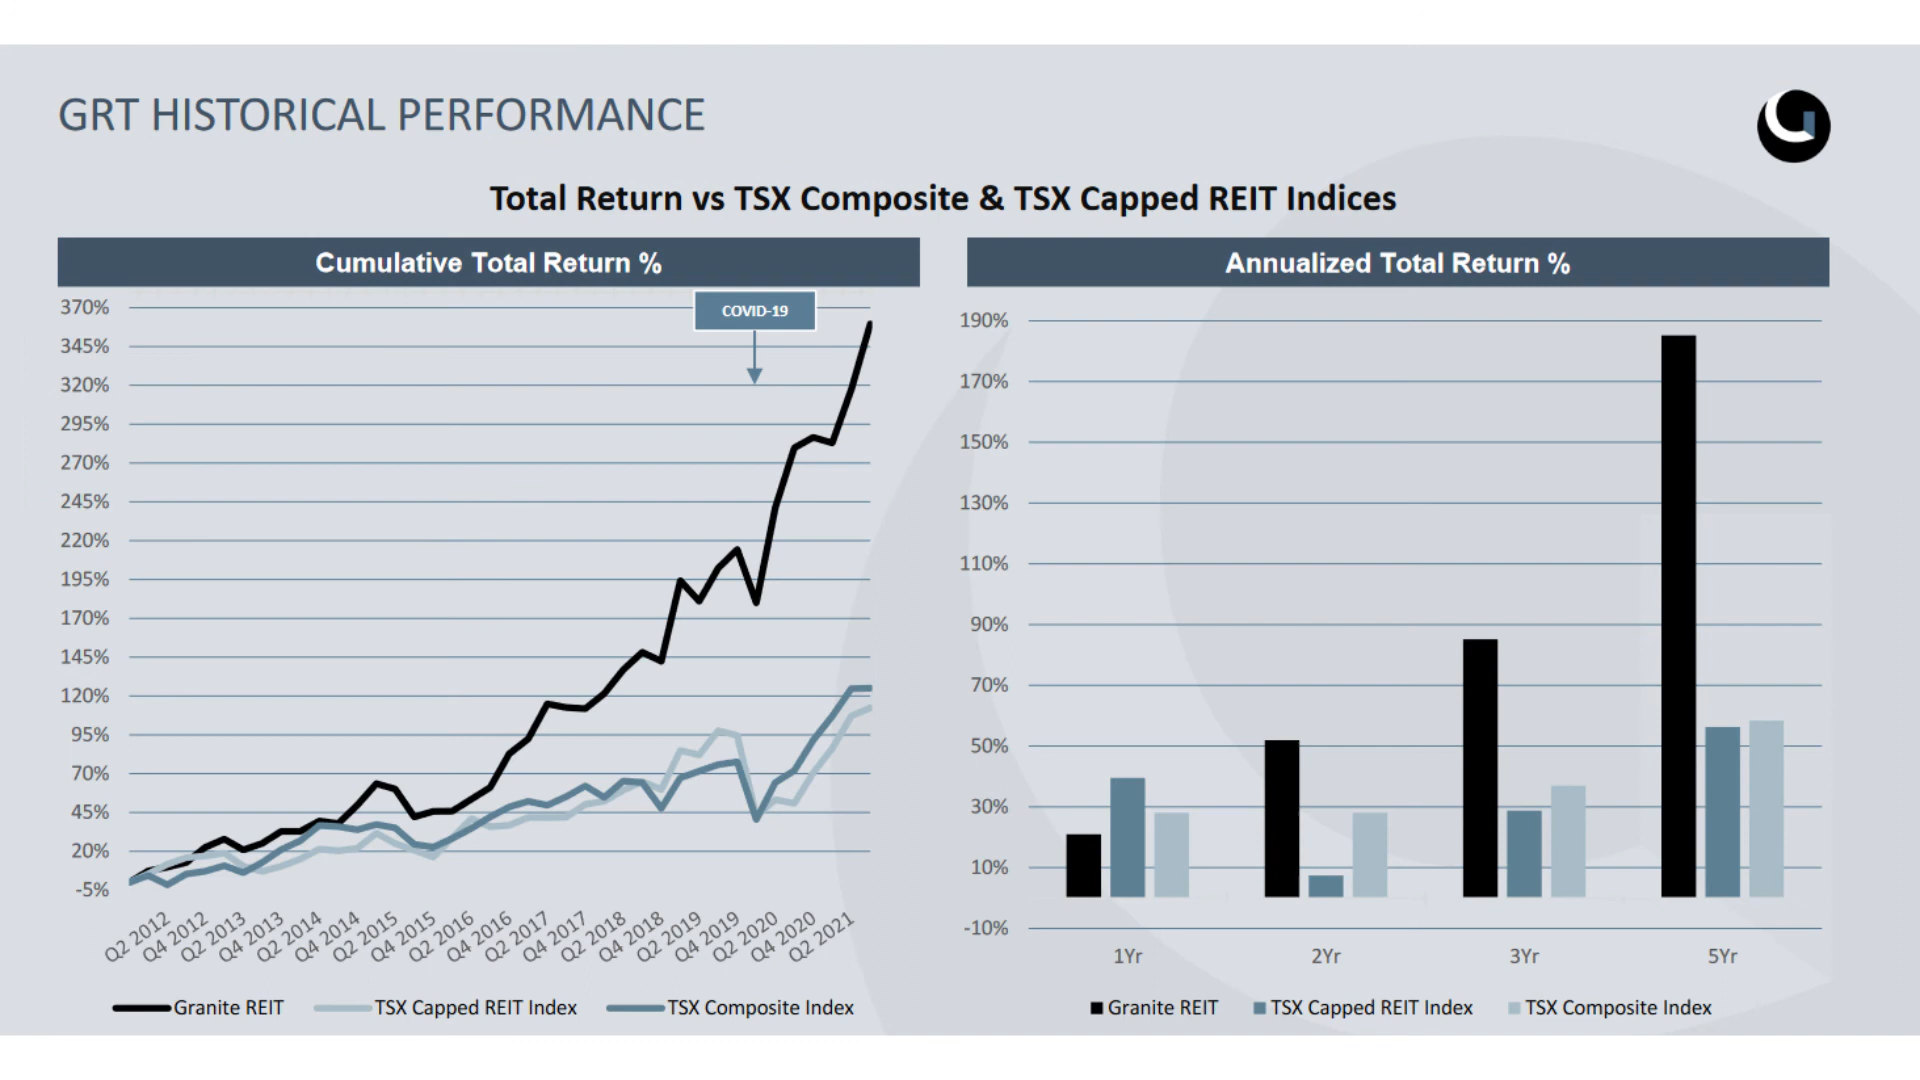 GRT HISTORICAL PERFORMANCE
Total Return vs TSX Composite & TSX Capped REIT Indices
Cumulative Total Return %
370%
345%
320%
295%
270%
245%
220%
195%
170%
145%
120%
95%
70%
45%
20%
-5%
COVID-19
Q2 2012
Q4 2012
Q2 2013
Q4 2013
Q2 2014
Q4 2014
Q2 2015
Q4 2015
Q2 2016
Q4 2016
Q2 2017
Q4 2017
Q2 2018
Q4 2018
Q2 2019
Q4 2019
Q2 2020
Q4 2020
Q2 2021
Granite REIT
TSX Capped REIT Index
TSX Composite Index
Annualized Total Return %
190%
170%
150%
130%
110%
90%
70%
50%
30%
10%
-10%
1Yr
2Yr
3Yr
5Yr
Granite REIT
TSX Capped REIT Index
TSX Composite Index